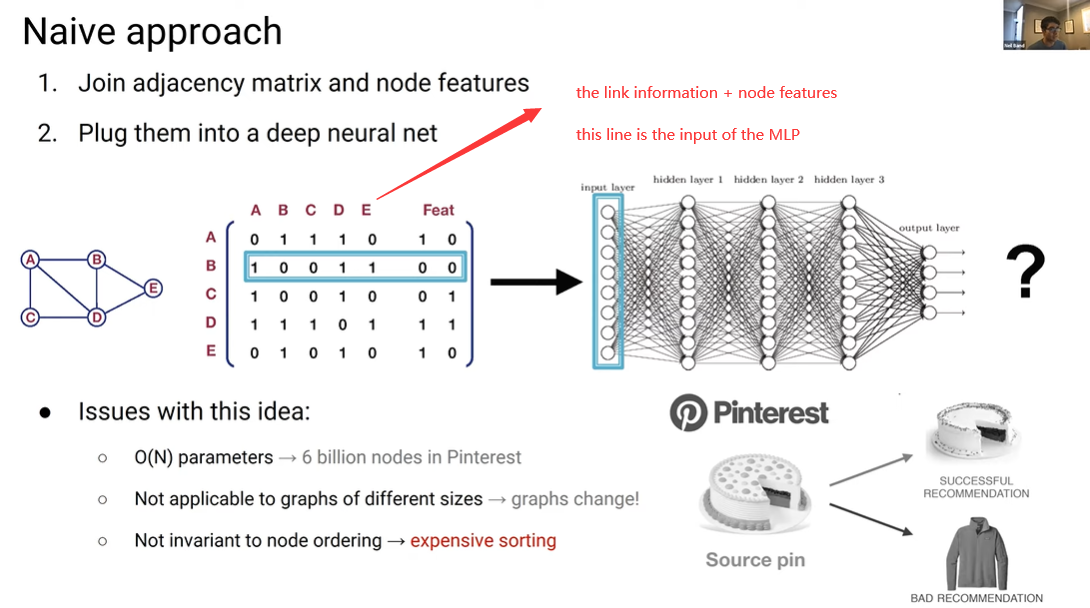 Naive approach
Neil Band
1. Join adjacency matrix and node features
the link information + node features
2. Plug them into a deep neural net
this line is the input of the MLP
input layer
hidden layer 1 hidden layer 2 hidden layer 3
output layer
A B C D E Feat
A 0 1 1 1 0 1 0
B 1 0 0 1 1 0 0
C 1 0 0 1 0 0 1
D 1 1 1 0 1 1 1
E 0 1 0 1 0 1 0
A B
E
C D
?
● Issues with this idea:
○ O(N) parameters → 6 billion nodes in Pinterest
○ Not applicable to graphs of different sizes → graphs change!
○ Not invariant to node ordering → expensive sorting
Pinterest
Source pin
SUCCESSFUL
RECOMMENDATION
BAD RECOMMENDATION